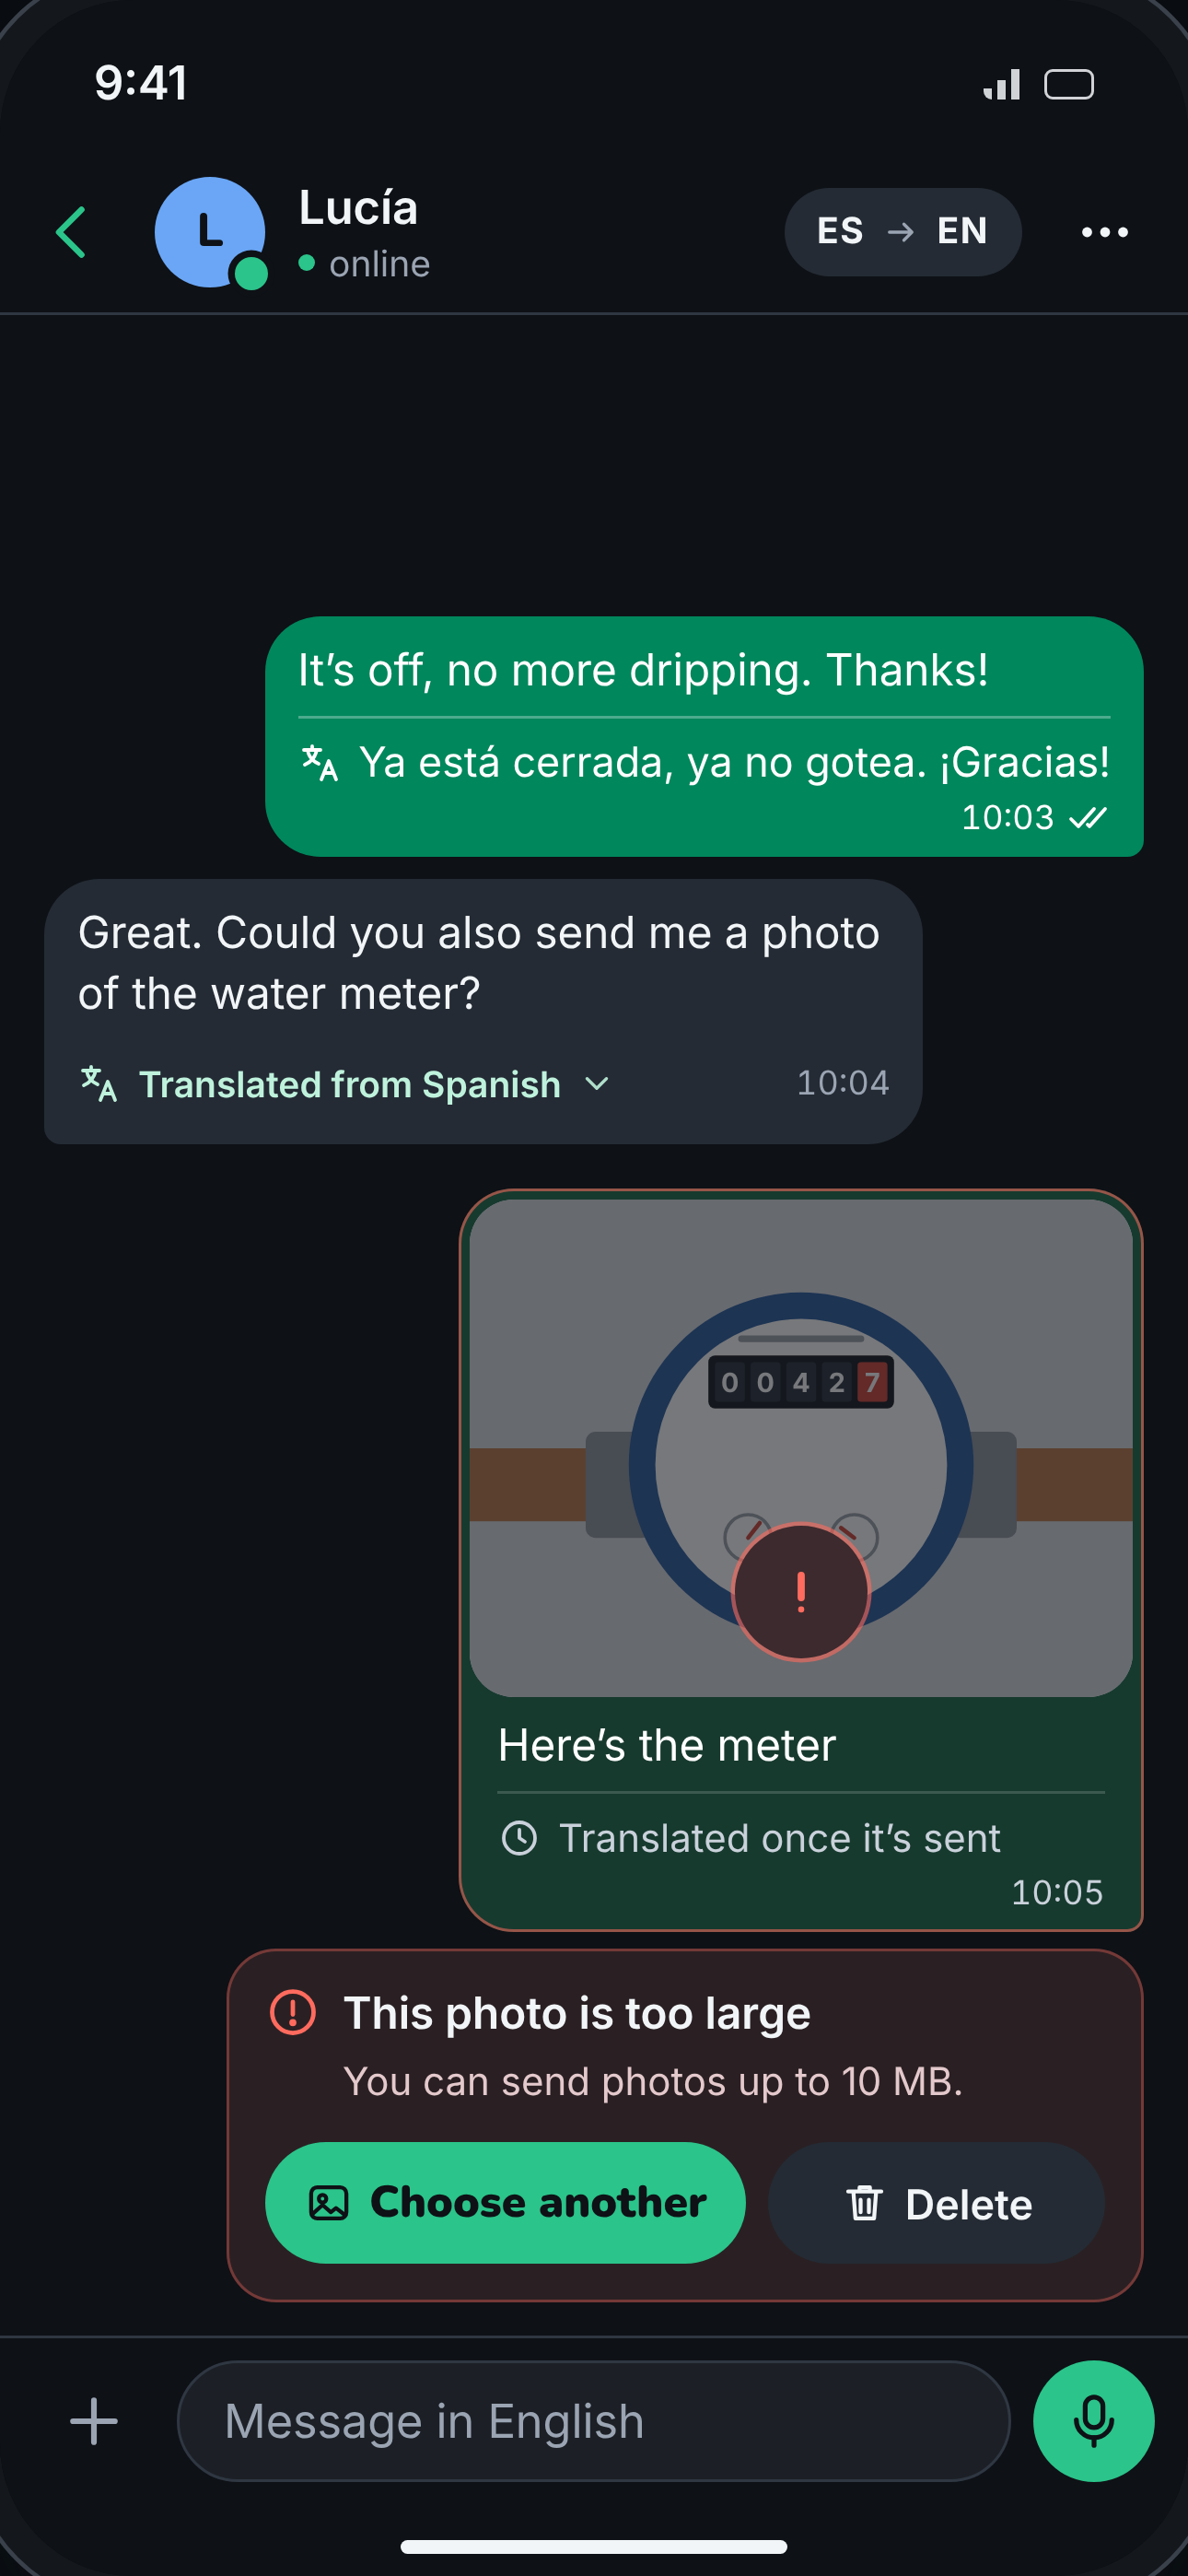 9:41
L
Lucía
online
ES → EN
It’s off, no more dripping. Thanks!
Ya está cerrada, ya no gotea. ¡Gracias!
10:03
Great. Could you also send me a photo
of the water meter?
Translated from Spanish
10:04
0 0 4 2 7
!
Here’s the meter
Translated once it’s sent
10:05
This photo is too large
You can send photos up to 10 MB.
Choose another
Delete
Message in English